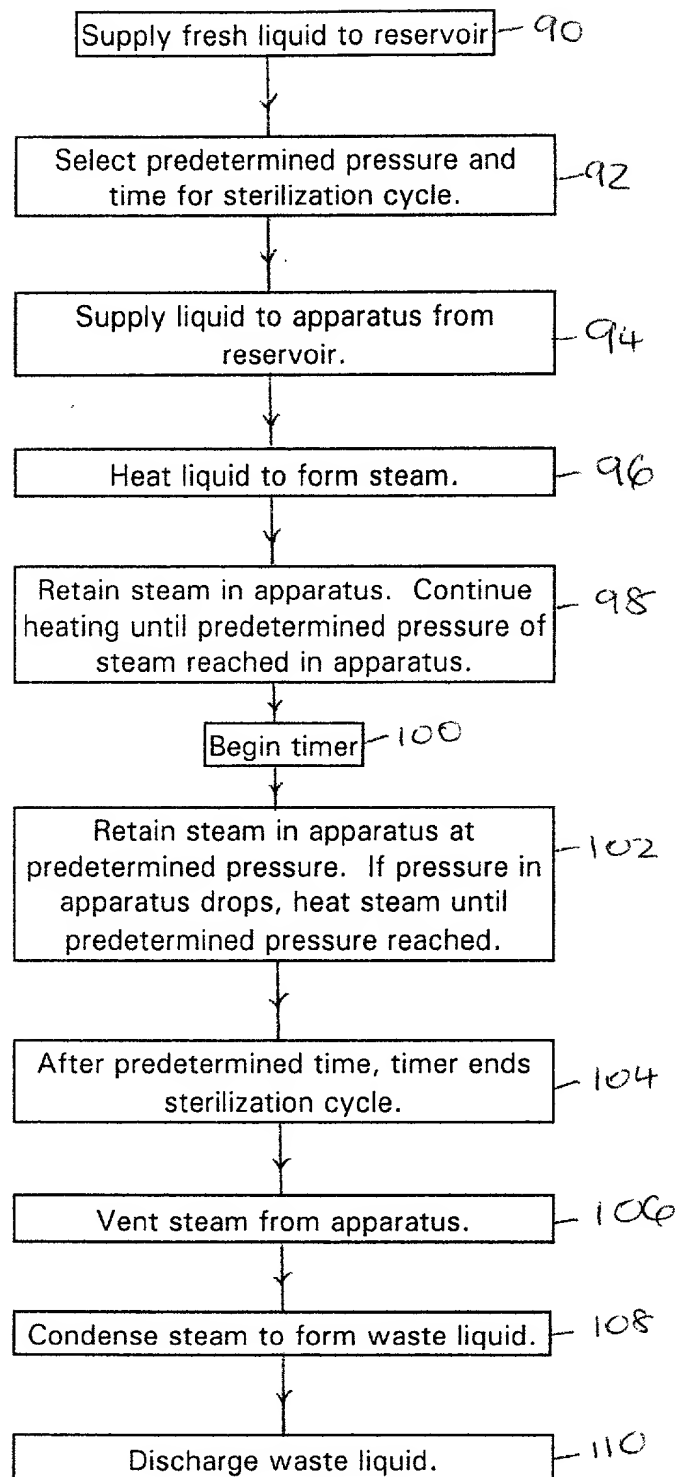 Supply fresh liquid to reservoir 90
Select predetermined pressure and
time for sterilization cycle. 92
Supply liquid to apparatus from
reservoir. 94
Heat liquid to form steam. 96
Retain steam in apparatus. Continue
heating until predetermined pressure of
steam reached in apparatus. 98
Begin timer 100
Retain steam in apparatus at
predetermined pressure. If pressure in
apparatus drops, heat steam until
predetermined pressure reached. 102
After predetermined time, timer ends
sterilization cycle. 104
Vent steam from apparatus. 106
Condense steam to form waste liquid. 108
Discharge waste liquid. 110